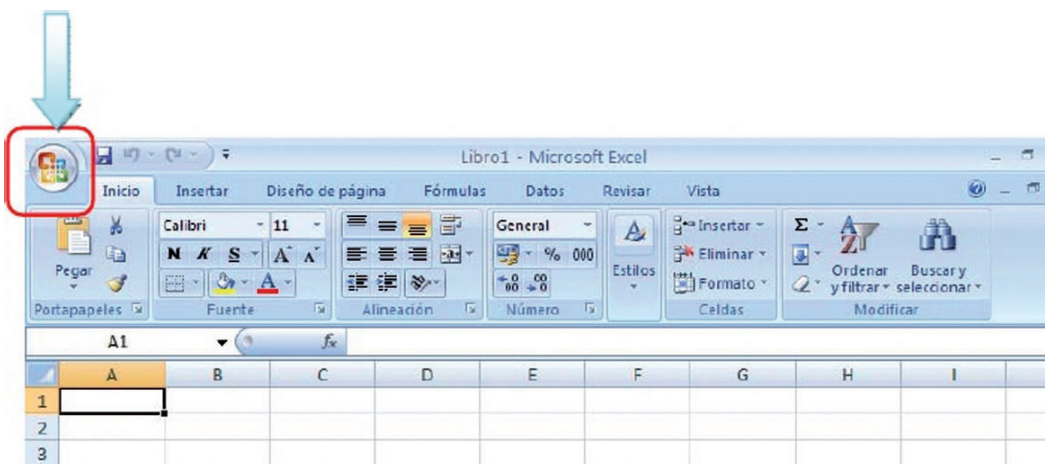 Libro1 - Microsoft Excel
Inicio Insertar Diseño de página Fórmulas Datos Revisar Vista
Calibri 11 General Insertar Σ
N K S A A % 000 Eliminar
Pegar A Estilos Formato Ordenar y filtrar Buscar y seleccionar
Portapapeles Fuente Alineación Número Celdas Modificar
A1 fx
A B C D E F G H I
1
2
3